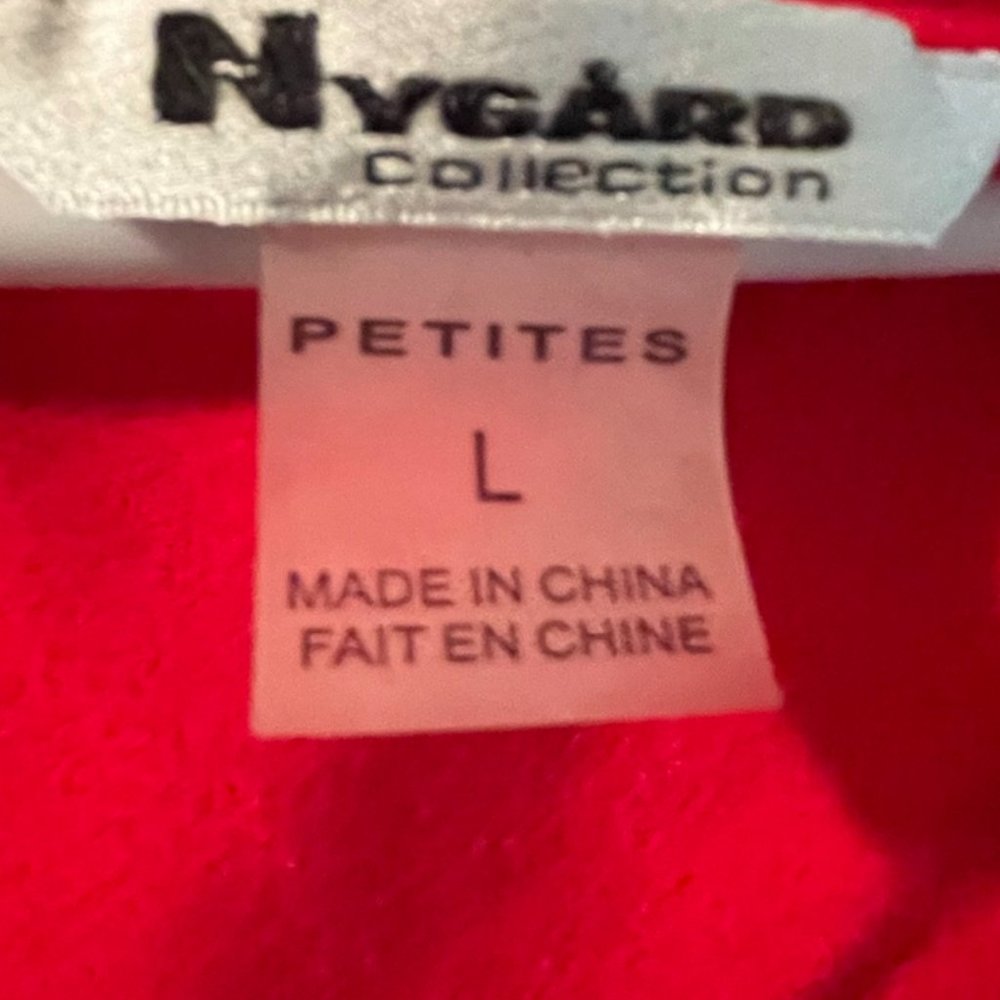 NYGÅRD
Collection
PETITES
L
MADE IN CHINA
FAIT EN CHINE